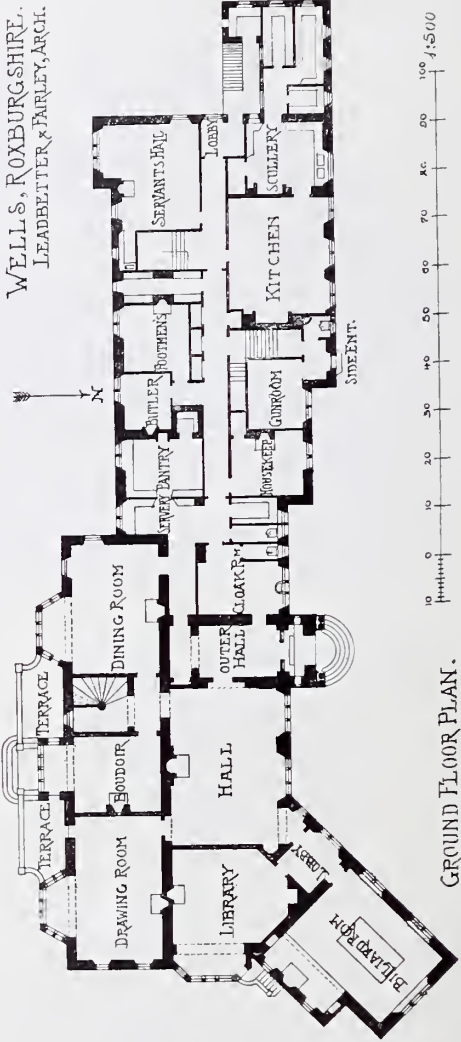 WELLS, ROXBURGSHIRE.
LEADBETTER & FAIRLEY, ARCH.
N
SERVANTS HALL
LOBBY
SCULLERY
KITCHEN
FOOTMEN'S
BUTLER
SERVERY PANTRY
GUNROOM
HOUSEKEEP
SIDE ENT.
CLOAK RM
OUTER
HALL
DINING ROOM
TERRACE
BOUDOIR
TERRACE
DRAWING ROOM
HALL
LIBRARY
LOBBY
BILLIARD ROOM
GROUND FLOOR PLAN.
10 0 10 20 30 40 50 60 70 80 90 100 1:500